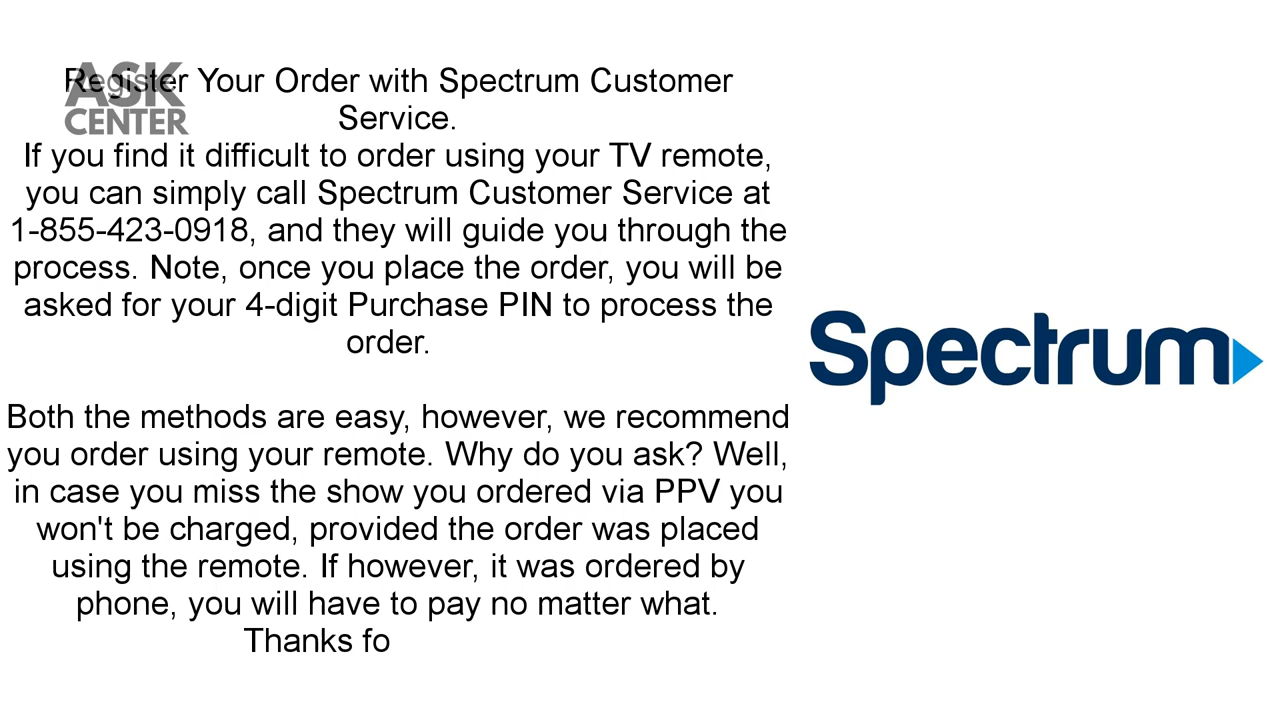 ASK
CENTER
Register Your Order with Spectrum Customer
Service.
If you find it difficult to order using your TV remote,
you can simply call Spectrum Customer Service at
1-855-423-0918, and they will guide you through the
process. Note, once you place the order, you will be
asked for your 4-digit Purchase PIN to process the
order.
Both the methods are easy, however, we recommend
you order using your remote. Why do you ask? Well,
in case you miss the show you ordered via PPV you
won't be charged, provided the order was placed
using the remote. If however, it was ordered by
phone, you will have to pay no matter what.
Thanks fo
Spectrum